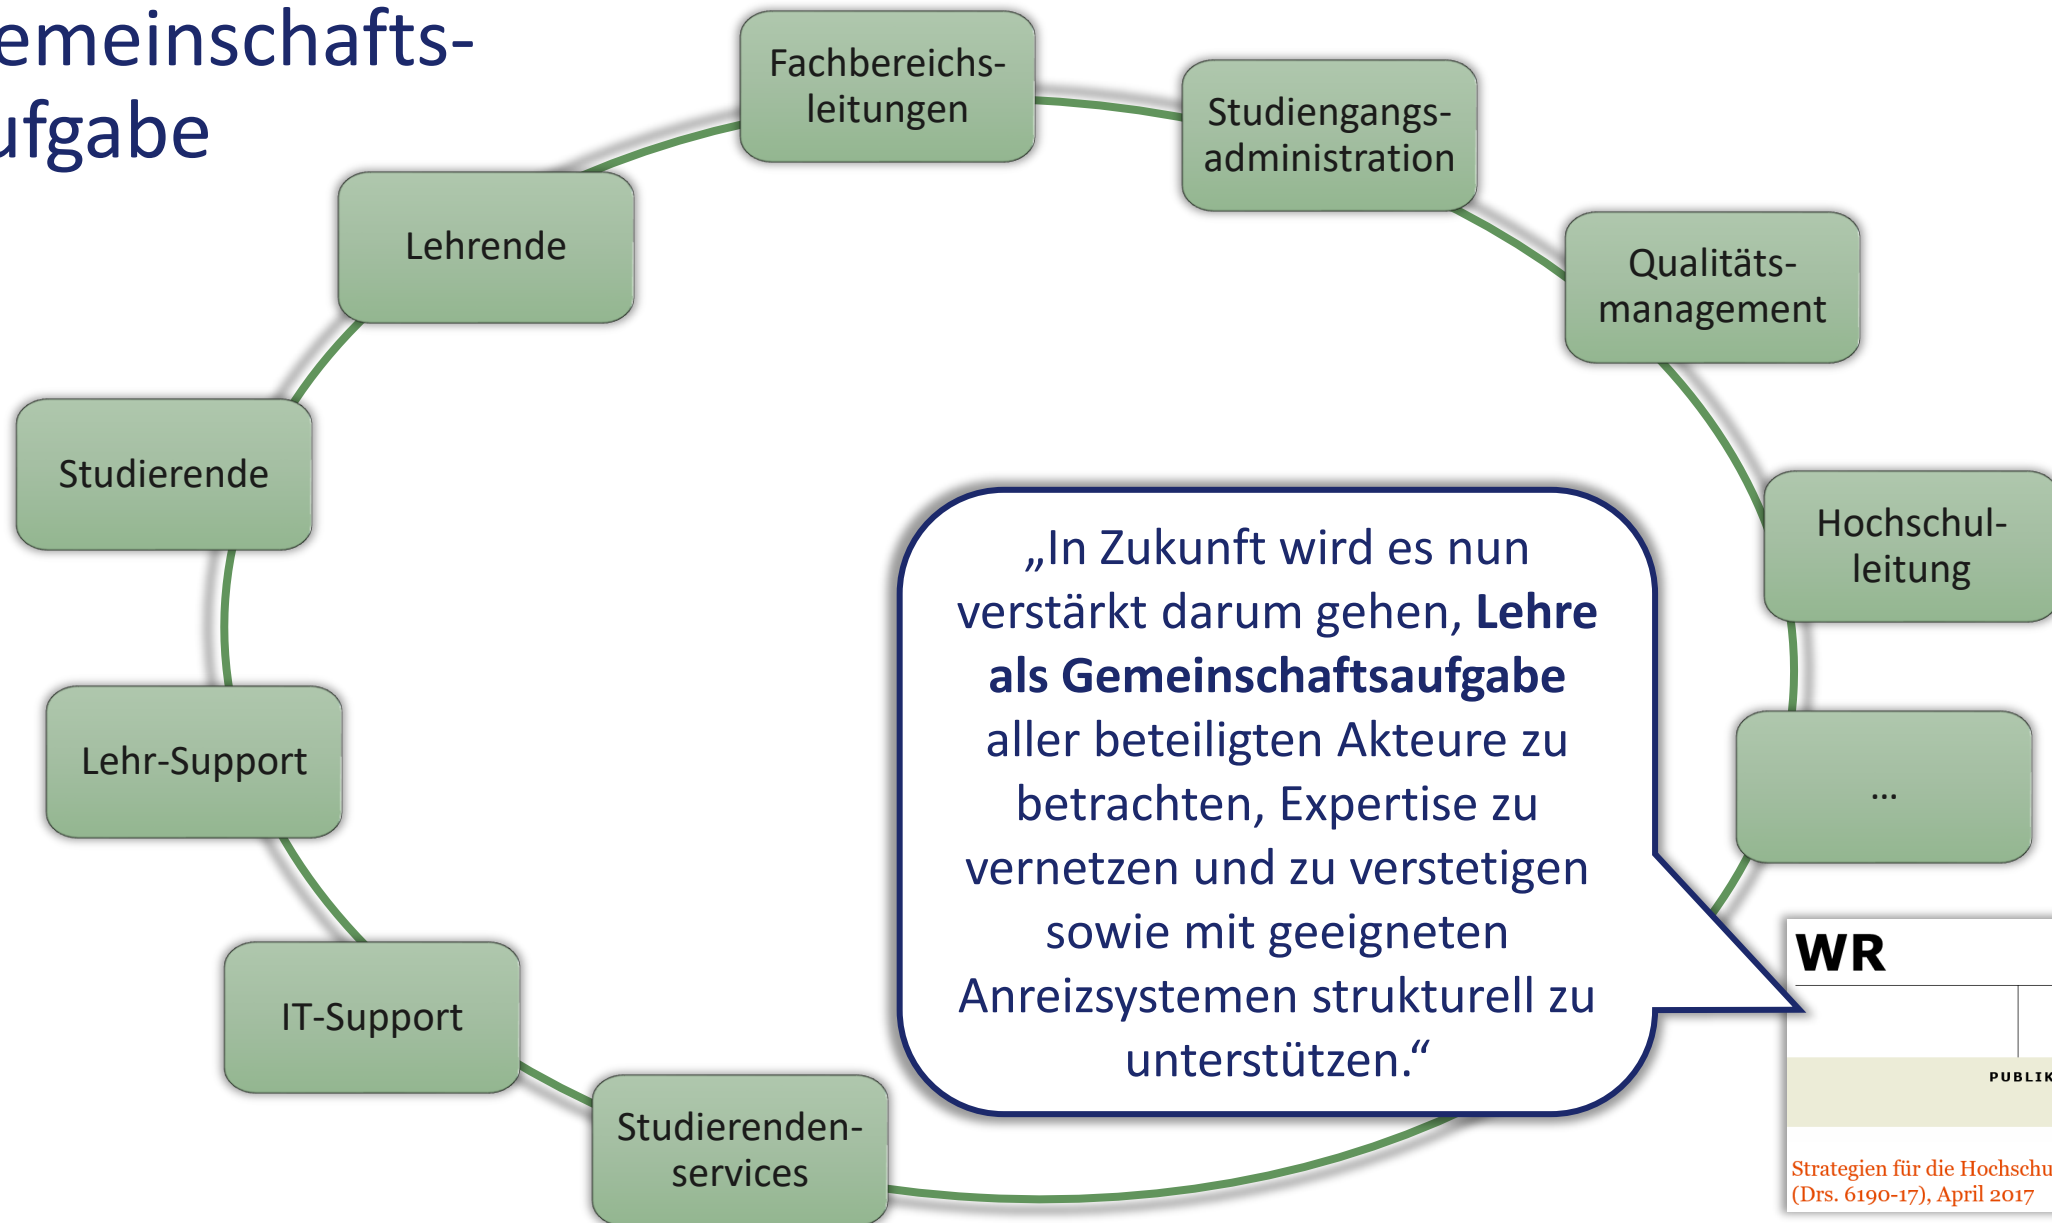 emeinschafts-
ufgabe
Fachbereichs-
leitungen
Studiengangs-
administration
Lehrende
Qualitäts-
management
Studierende
Hochschul-
leitung
Lehr-Support
...
IT-Support
Studierenden-
services
„In Zukunft wird es nun
verstärkt darum gehen, Lehre
als Gemeinschaftsaufgabe
aller beteiligten Akteure zu
betrachten, Expertise zu
vernetzen und zu verstetigen
sowie mit geeigneten
Anreizsystemen strukturell zu
unterstützen.“
WR
PUBLIK
Strategien für die Hochschu
(Drs. 6190-17), April 2017